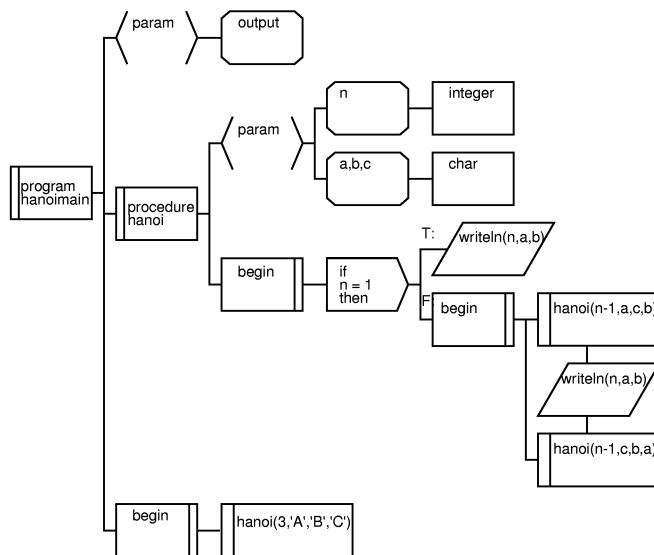 param
output
n
integer
param
a,b,c
char
program
hanoimain
procedure
hanoi
T:
writeln(n,a,b)
begin
if
n = 1
then
F
begin
hanoi(n-1,a,c,b)
writeln(n,a,b)
hanoi(n-1,c,b,a)
begin
hanoi(3,'A','B','C')